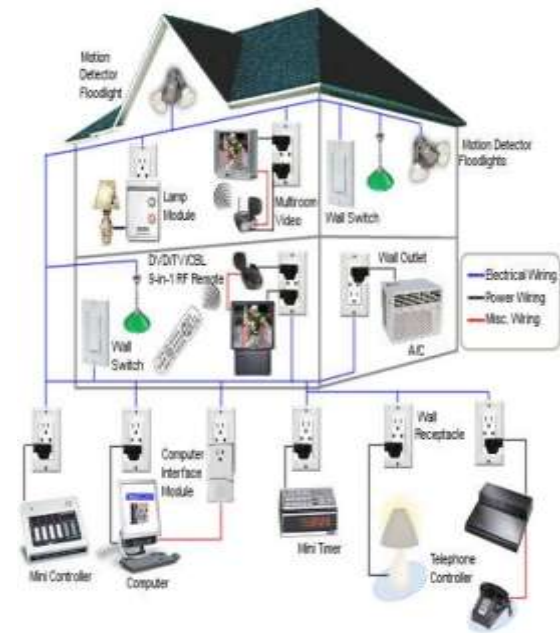 Motion
Detector
Floodlight
Lamp
Module
Multiroom
Video
Wall Switch
Motion Detector
Floodlights
DVD/TV/CBL
9-in-1 RF Remote
Wall Outlet
Wall
Switch
A/C
Electrical Wiring
Power Wiring
Misc. Wiring
Computer
Interface
Module
Wall
Receptacle
Mini Controller
Computer
Mini Timer
Telephone
Controller